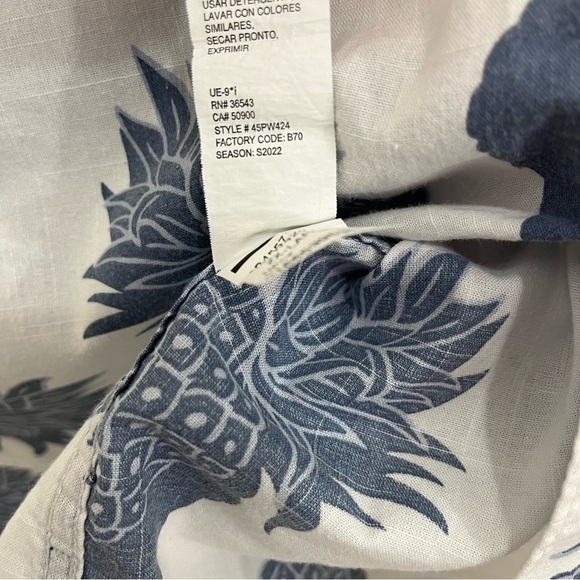 USAR DETERGENTE
LAVAR CON COLORES
SIMILARES,
SECAR PRONTO,
EXPRIMIR
UE-9*i
RN# 36543
CA# 50900
STYLE # 45PW424
FACTORY CODE: B70
SEASON: S2022